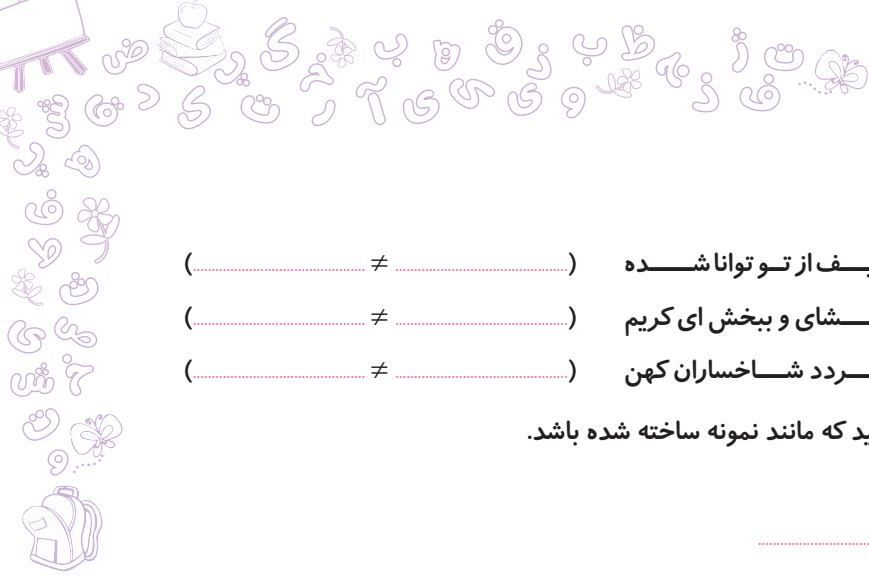 ف از تو توانا شده (.......... ≠ ..........)
شای و ببخش ای کریم (.......... ≠ ..........)
ردد شاخساران کهن (.......... ≠ ..........)
ید که مانند نمونه ساخته شده باشد.
..........